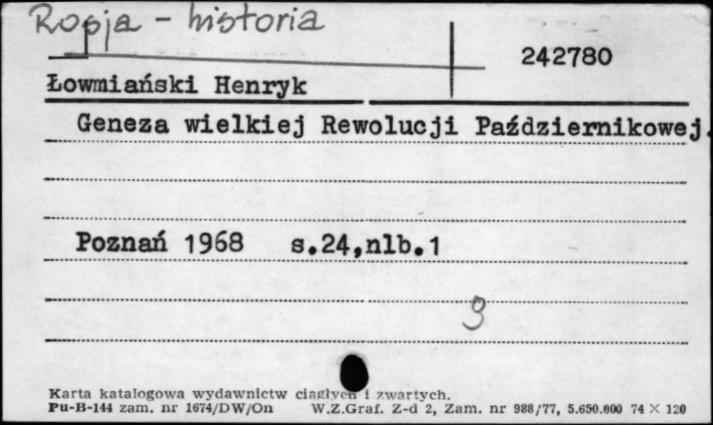 Rosja - historia
242780
Łowmiański Henryk
Geneza wielkiej Rewolucji Październikowej.
Poznań 1968 s.24,nlb.1
9
Karta katalogowa wydawnictw ciągłych i zwartych.
Pu-B-144 zam. nr 1674/DW/On W.Z.Graf. Z-d 2, Zam. nr 988/77, 5.650.000 74 × 120